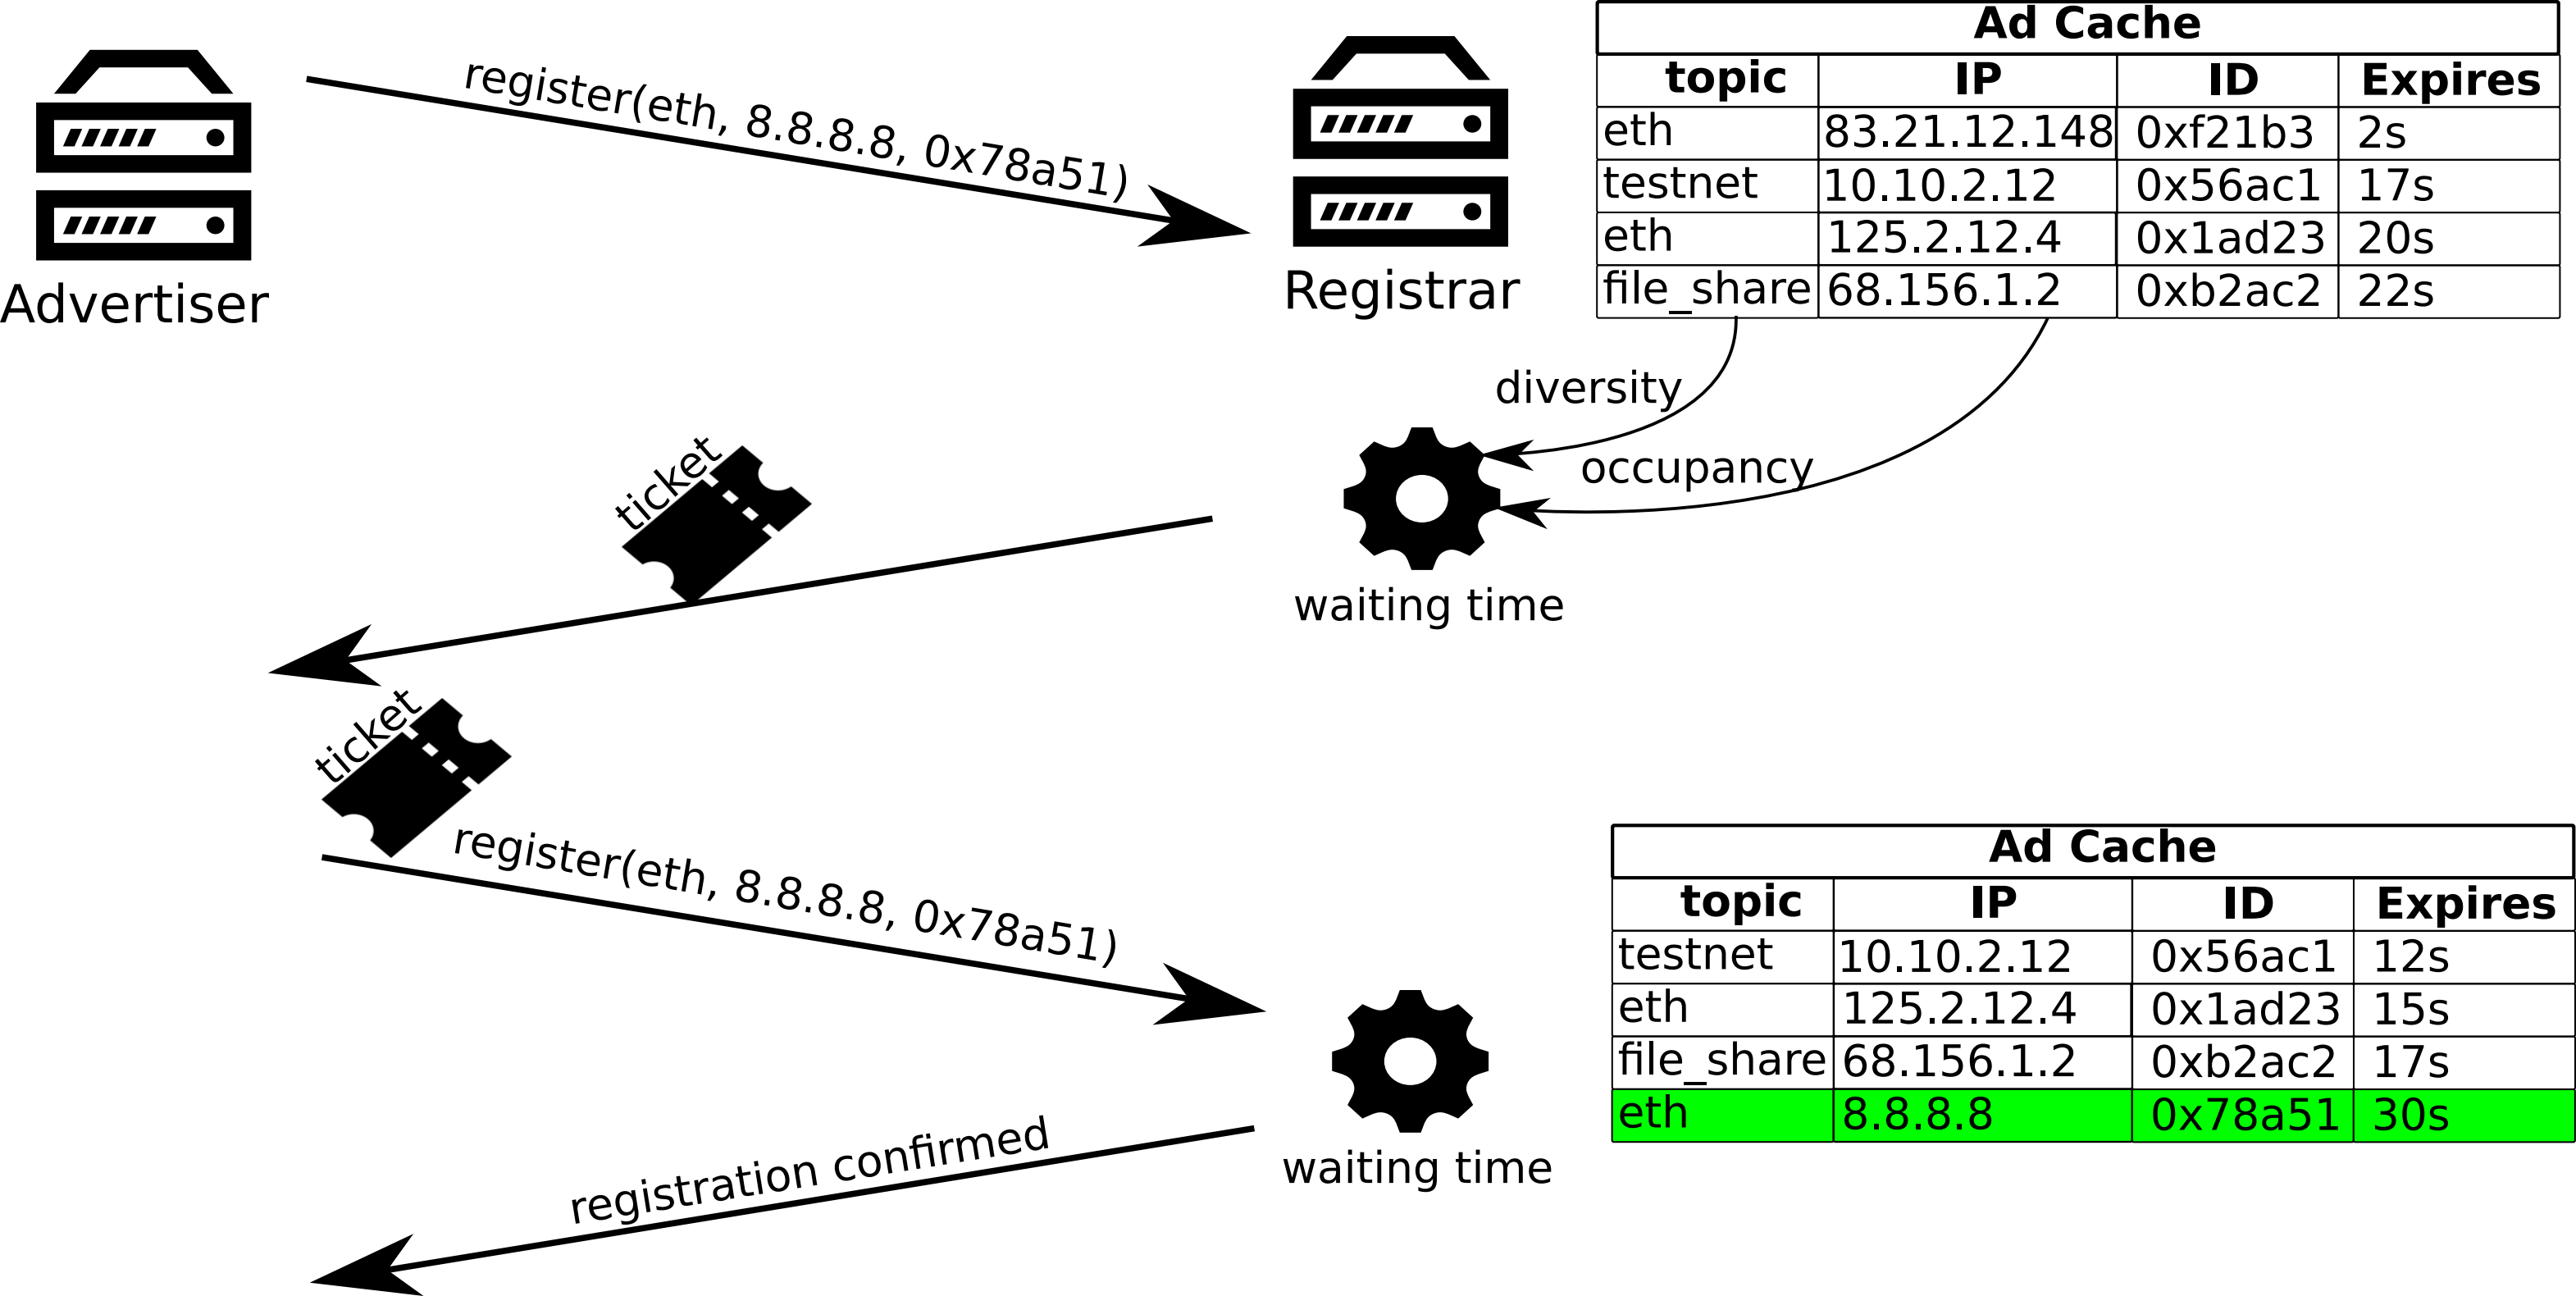 register(eth, 8.8.8.8, 0x78a51)
Advertiser
Registrar
Ad Cache
topic IP ID Expires
eth 83.21.12.148 0xf21b3 2s
testnet 10.10.2.12 0x56ac1 17s
eth 125.2.12.4 0x1ad23 20s
file_share 68.156.1.2 0xb2ac2 22s
diversity
occupancy
waiting time
ticket
ticket
register(eth, 8.8.8.8, 0x78a51)
Ad Cache
topic IP ID Expires
testnet 10.10.2.12 0x56ac1 12s
eth 125.2.12.4 0x1ad23 15s
file_share 68.156.1.2 0xb2ac2 17s
eth 8.8.8.8 0x78a51 30s
waiting time
registration confirmed